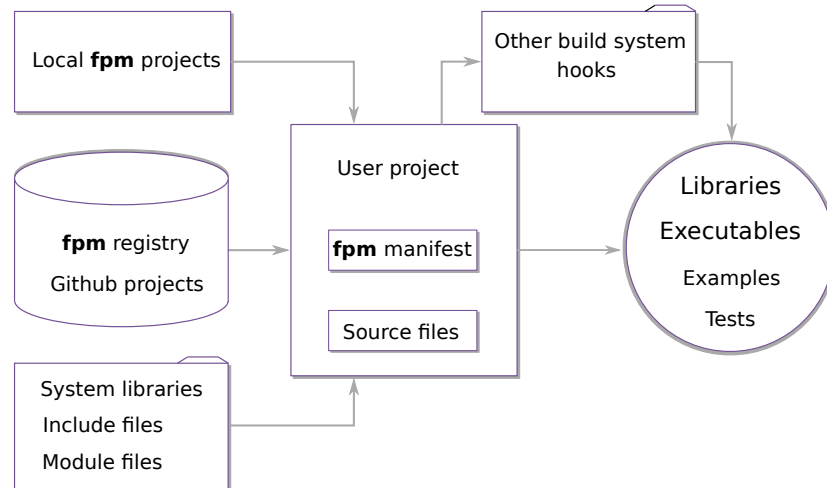 Local fpm projects
fpm registry
Github projects
System libraries
Include files
Module files
User project
fpm manifest
Source files
Other build system
hooks
Libraries
Executables
Examples
Tests